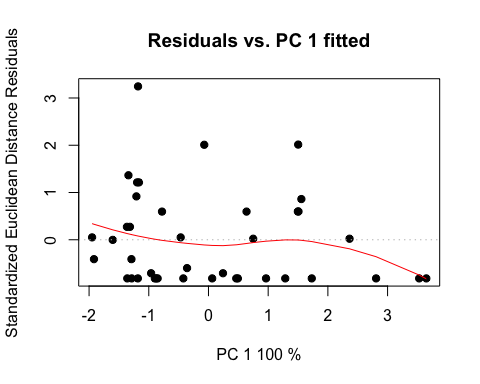 Residuals vs. PC 1 fitted
Standardized Euclidean Distance Residuals
3
2
1
0
-2 -1 0 1 2 3
PC 1 100 %